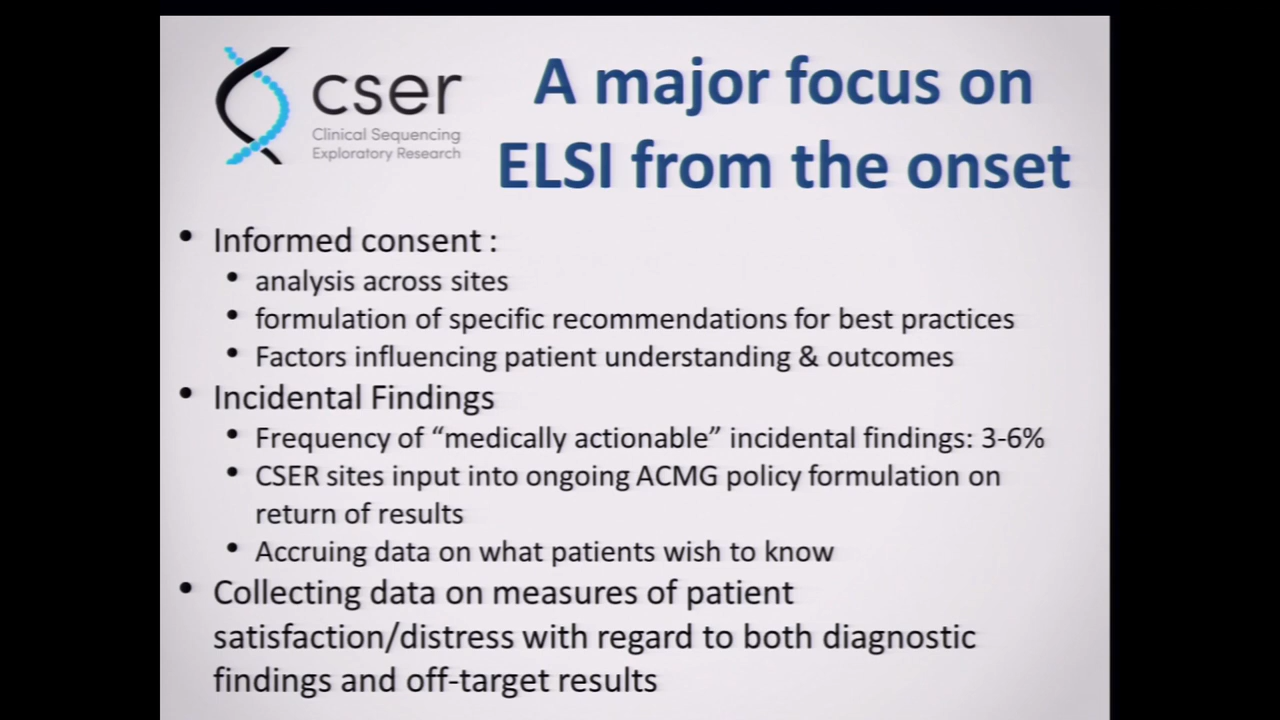 cser
Clinical Sequencing
Exploratory Research
A major focus on
ELSI from the onset
• Informed consent :
• analysis across sites
• formulation of specific recommendations for best practices
• Factors influencing patient understanding & outcomes
• Incidental Findings
• Frequency of “medically actionable” incidental findings: 3-6%
• CSER sites input into ongoing ACMG policy formulation on
return of results
• Accruing data on what patients wish to know
• Collecting data on measures of patient
satisfaction/distress with regard to both diagnostic
findings and off-target results